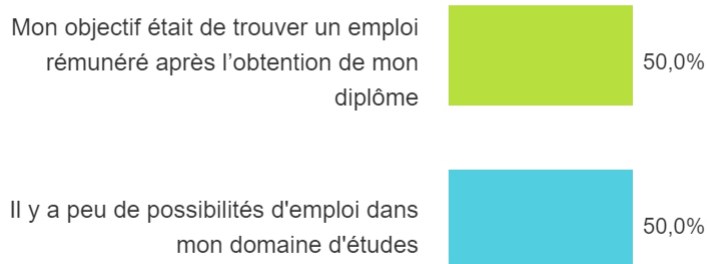 Mon objectif était de trouver un emploi
rémunéré après l’obtention de mon
diplôme
50,0%
Il y a peu de possibilités d'emploi dans
mon domaine d'études
50,0%